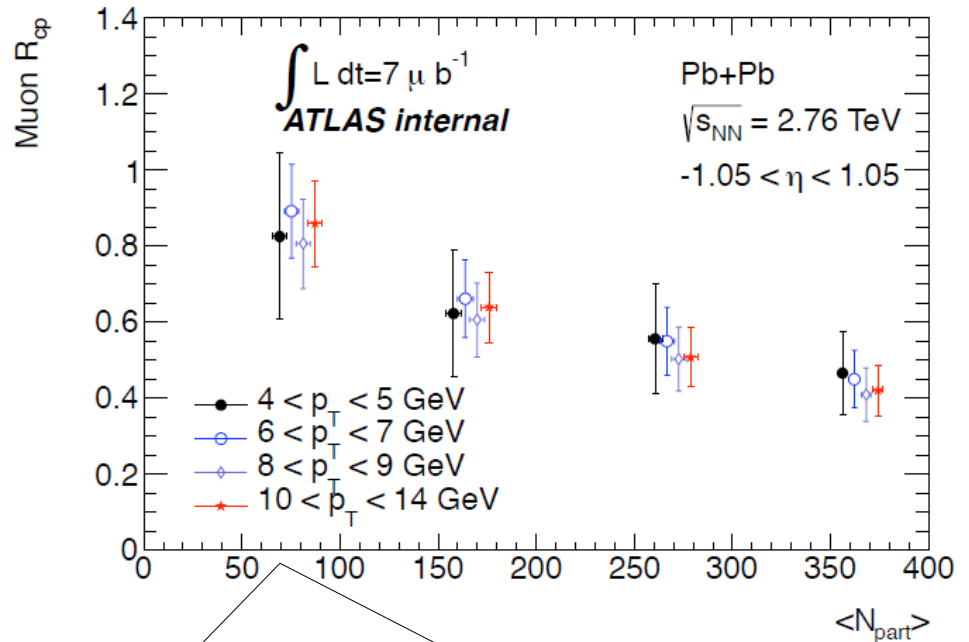 Muon R_cp
1.4
1.2
1
0.8
0.6
0.4
0.2
0
∫ L dt=7 μ b^-1
ATLAS internal
Pb+Pb
√s_NN = 2.76 TeV
-1.05 < η < 1.05
4 < p_T < 5 GeV
6 < p_T < 7 GeV
8 < p_T < 9 GeV
10 < p_T < 14 GeV
0 50 100 150 200 250 300 350 400
<N_part>